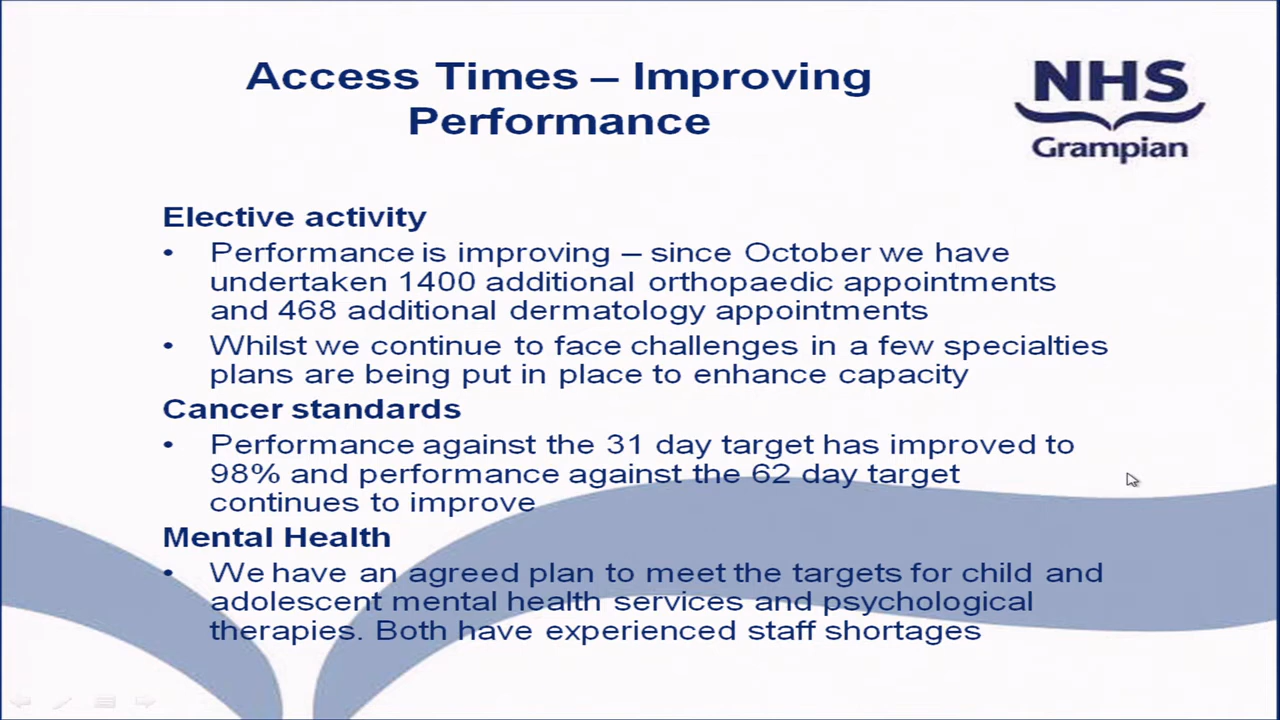 Access Times – Improving
Performance
NHS
Grampian
Elective activity
• Performance is improving – since October we have
undertaken 1400 additional orthopaedic appointments
and 468 additional dermatology appointments
• Whilst we continue to face challenges in a few specialties
plans are being put in place to enhance capacity
Cancer standards
• Performance against the 31 day target has improved to
98% and performance against the 62 day target
continues to improve
Mental Health
• We have an agreed plan to meet the targets for child and
adolescent mental health services and psychological
therapies. Both have experienced staff shortages